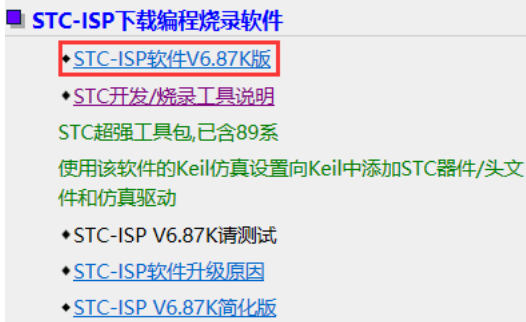 STC-ISP下载编程烧录软件
STC-ISP软件V6.87K版
STC开发/烧录工具说明
STC超强工具包,已含89系
使用该软件的Keil仿真设置向Keil中添加STC器件/头文
件和仿真驱动
STC-ISP V6.87K请测试
STC-ISP软件升级原因
STC-ISP V6.87K简化版